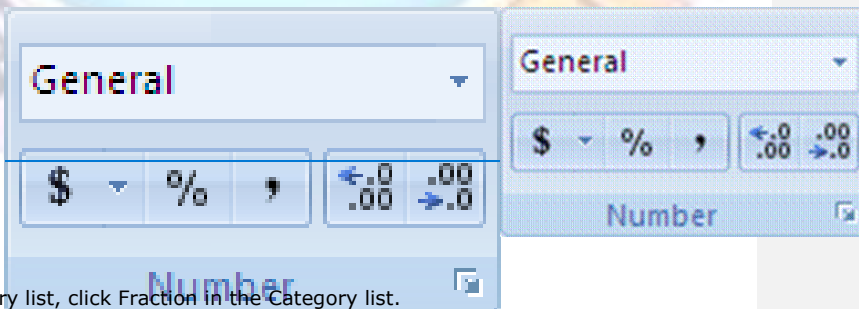 General
$ % , .0 .00 .00 .0
Number
General
$ % , .0 .00 .00 .0
Number
list, click Fraction in the Category list.